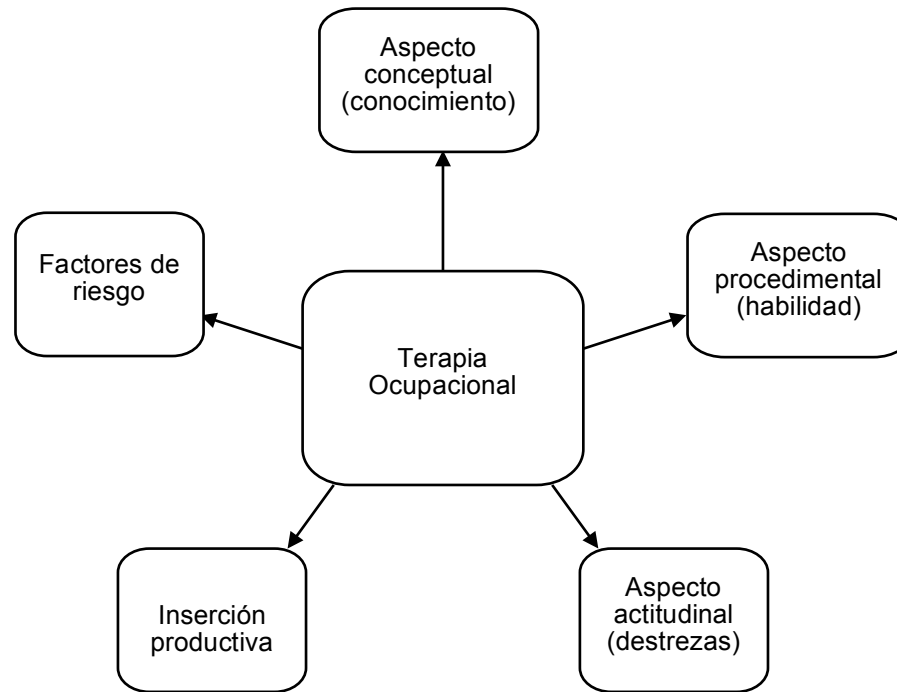 Aspecto
conceptual
(conocimiento)
Factores de
riesgo
Aspecto
procedimental
(habilidad)
Terapia
Ocupacional
Inserción
productiva
Aspecto
actitudinal
(destrezas)